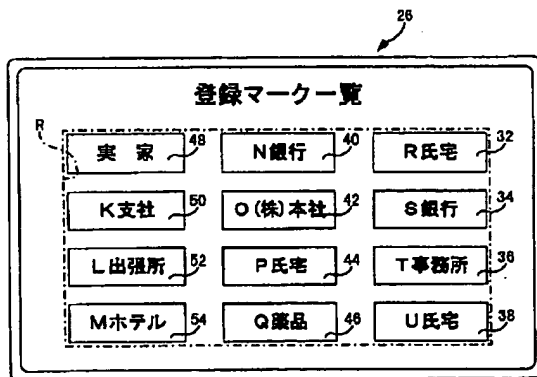 26
登録マーク一覧
R
実 家 48 N銀行 40 R氏宅 32
K支社 50 O(株)本社 42 S銀行 34
L出張所 52 P氏宅 44 T事務所 36
Mホテル 54 Q薬品 46 U氏宅 38